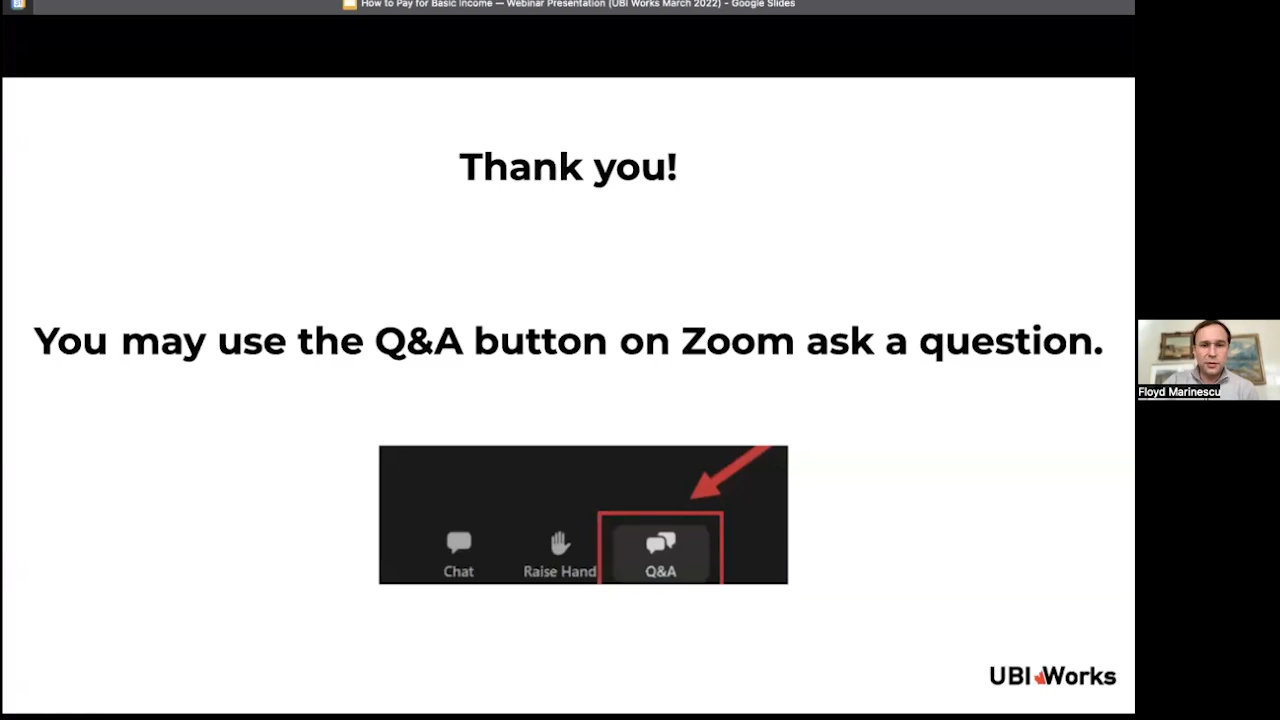 How to Pay for Basic Income — Webinar Presentation (UBI Works March 2022) - Google Slides
Thank you!
You may use the Q&A button on Zoom ask a question.
Chat
Raise Hand
Q&A
Floyd Marinescu
UBI Works